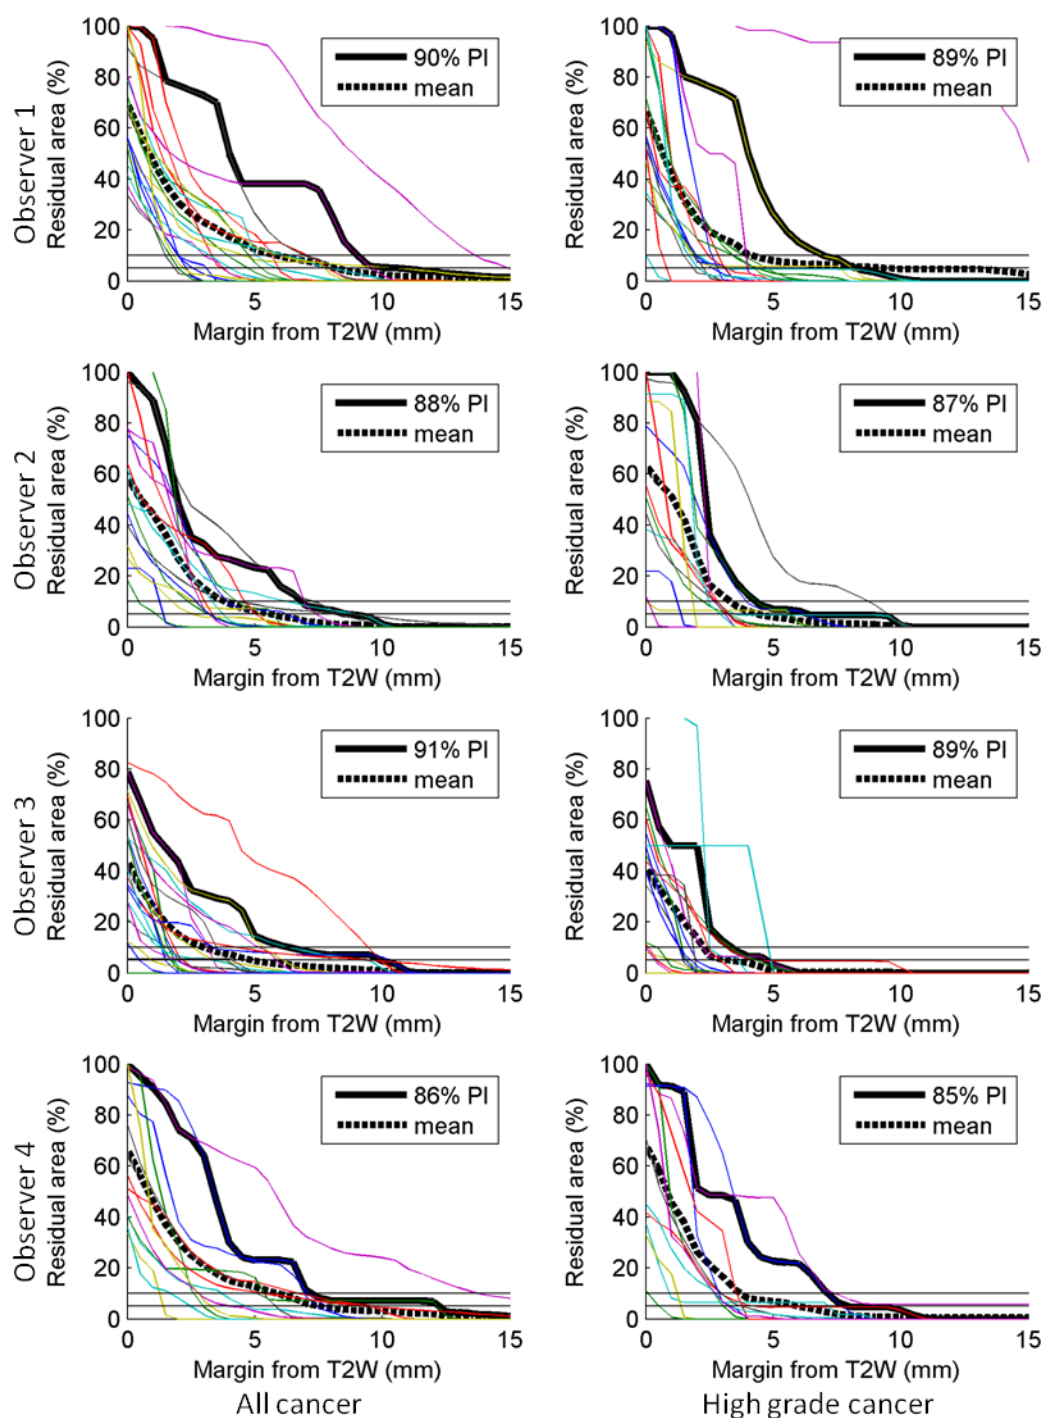 Observer 1
Residual area (%)
100
80
60
40
20
0
90% PI
mean
0 5 10 15
Margin from T2W (mm)
Residual area (%)
100
80
60
40
20
0
89% PI
mean
0 5 10 15
Margin from T2W (mm)
Observer 2
Residual area (%)
100
80
60
40
20
0
88% PI
mean
0 5 10 15
Margin from T2W (mm)
Residual area (%)
100
80
60
40
20
0
87% PI
mean
0 5 10 15
Margin from T2W (mm)
Observer 3
Residual area (%)
100
80
60
40
20
0
91% PI
mean
0 5 10 15
Margin from T2W (mm)
Residual area (%)
100
80
60
40
20
0
89% PI
mean
0 5 10 15
Margin from T2W (mm)
Observer 4
Residual area (%)
100
80
60
40
20
0
86% PI
mean
0 5 10 15
Margin from T2W (mm)
Residual area (%)
100
80
60
40
20
0
85% PI
mean
0 5 10 15
Margin from T2W (mm)
All cancer
High grade cancer